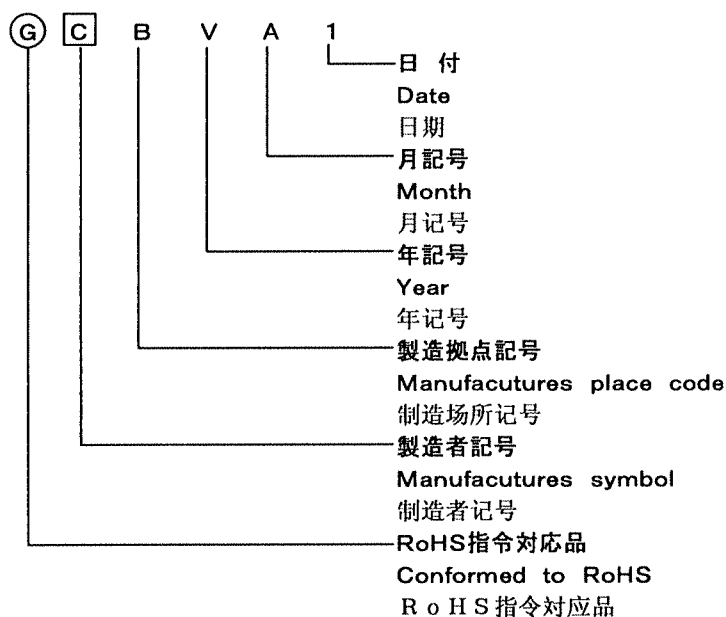 G C B V A 1
日 付
Date
日期
月記号
Month
月记号
年記号
Year
年记号
製造拠点記号
Manufacutures place code
制造场所记号
製造者記号
Manufacutures symbol
制造者记号
RoHS指令対応品
Conformed to RoHS
ＲｏＨＳ指令对应品